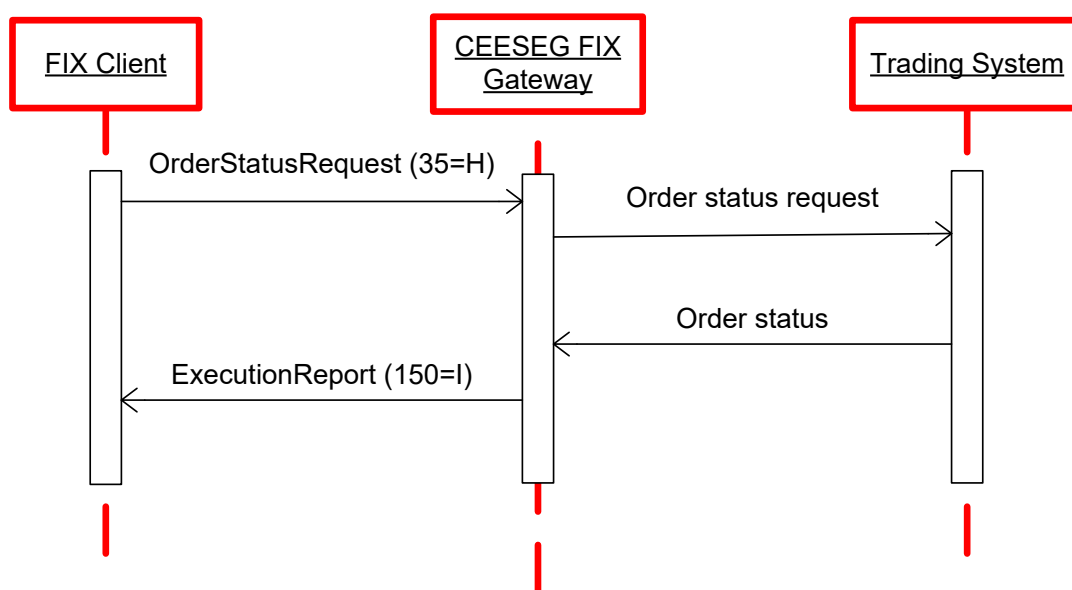 FIX Client
CEESEG FIX
Gateway
Trading System
OrderStatusRequest (35=H)
Order status request
Order status
ExecutionReport (150=I)